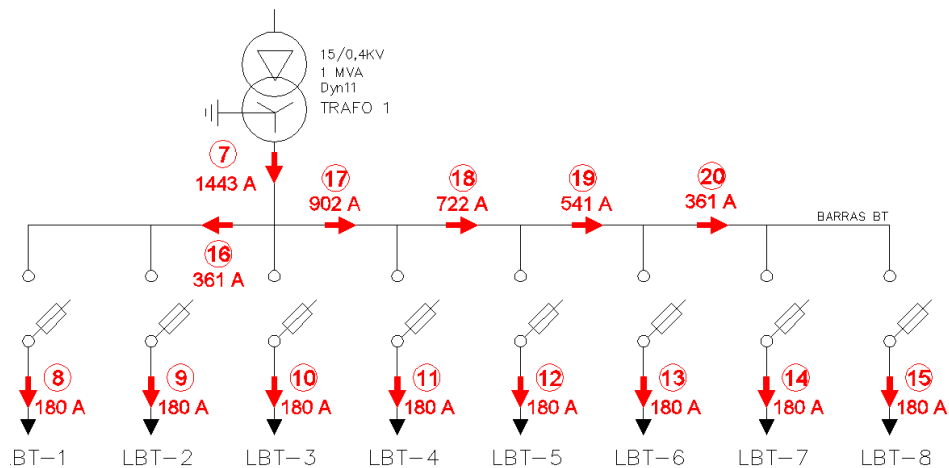 15/0,4KV
1 MVA
Dyn11
TRAFO 1
7
1443 A
17
902 A
18
722 A
19
541 A
20
361 A
BARRAS BT
16
361 A
8
180 A
9
180 A
10
180 A
11
180 A
12
180 A
13
180 A
14
180 A
15
180 A
LBT-1
LBT-2
LBT-3
LBT-4
LBT-5
LBT-6
LBT-7
LBT-8